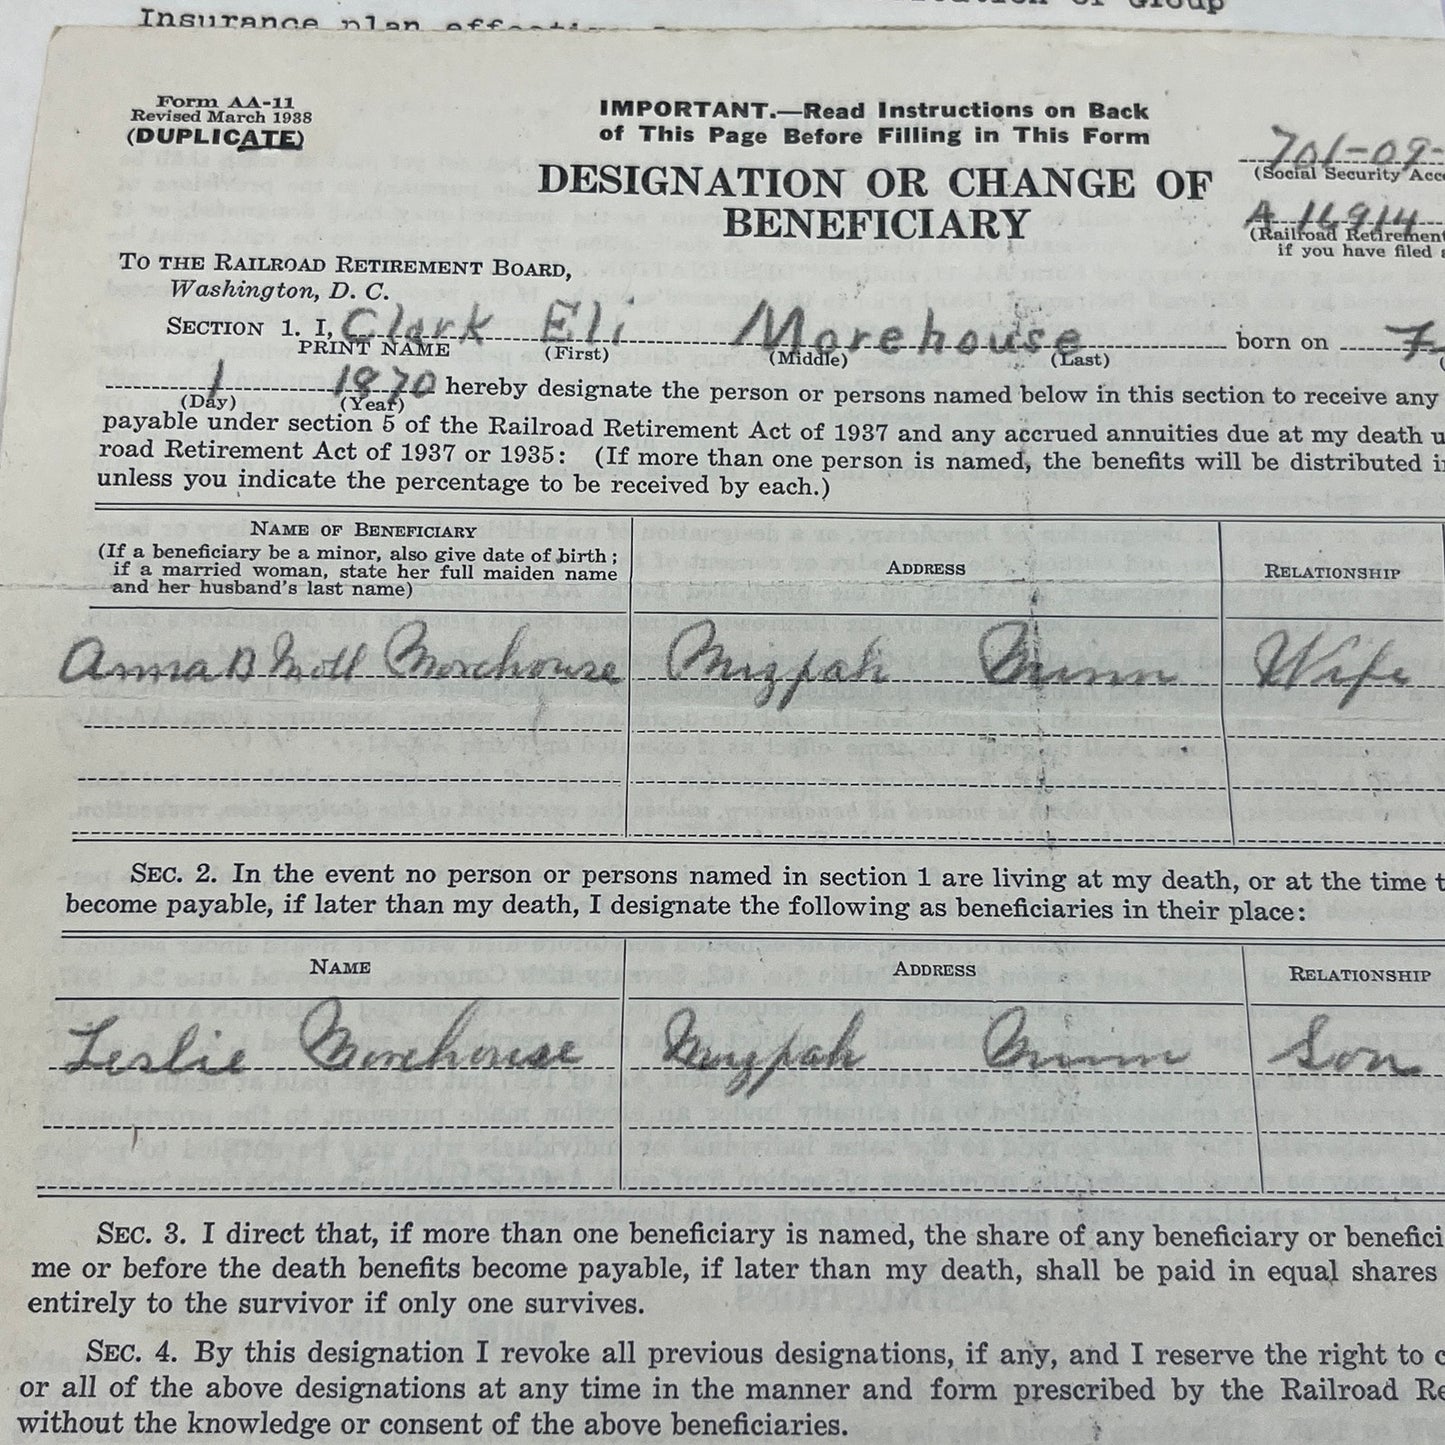 Insurance plan
Group
Form AA-11
Revised March 1938
(DUPLICATE)
IMPORTANT.—Read Instructions on Back
of This Page Before Filling in This Form
DESIGNATION OR CHANGE OF
BENEFICIARY
701-09-
(Social Security Acc
A 14914
(Railroad Retirement
if you have filed
TO THE RAILROAD RETIREMENT BOARD,
Washington, D. C.
SECTION 1. I, Clark Eli Morehouse born on 7
PRINT NAME (First) (Middle) (Last)
1 1870 hereby designate the person or persons named below in this section to receive any
(Day) (Year)
payable under section 5 of the Railroad Retirement Act of 1937 and any accrued annuities due at my death u
road Retirement Act of 1937 or 1935: (If more than one person is named, the benefits will be distributed i
unless you indicate the percentage to be received by each.)
NAME OF BENEFICIARY
(If a beneficiary be a minor, also give date of birth;
if a married woman, state her full maiden name
and her husband's last name)
ADDRESS
RELATIONSHIP
Anna B Moll Morehouse Mizpah Minn Wife
SEC. 2. In the event no person or persons named in section 1 are living at my death, or at the time t
become payable, if later than my death, I designate the following as beneficiaries in their place:
NAME ADDRESS RELATIONSHIP
Leslie Morehouse Mizpah Minn Son
SEC. 3. I direct that, if more than one beneficiary is named, the share of any beneficiary or benefici
me or before the death benefits become payable, if later than my death, shall be paid in equal shares
entirely to the survivor if only one survives.
SEC. 4. By this designation I revoke all previous designations, if any, and I reserve the right to c
or all of the above designations at any time in the manner and form prescribed by the Railroad Re
without the knowledge or consent of the above beneficiaries.